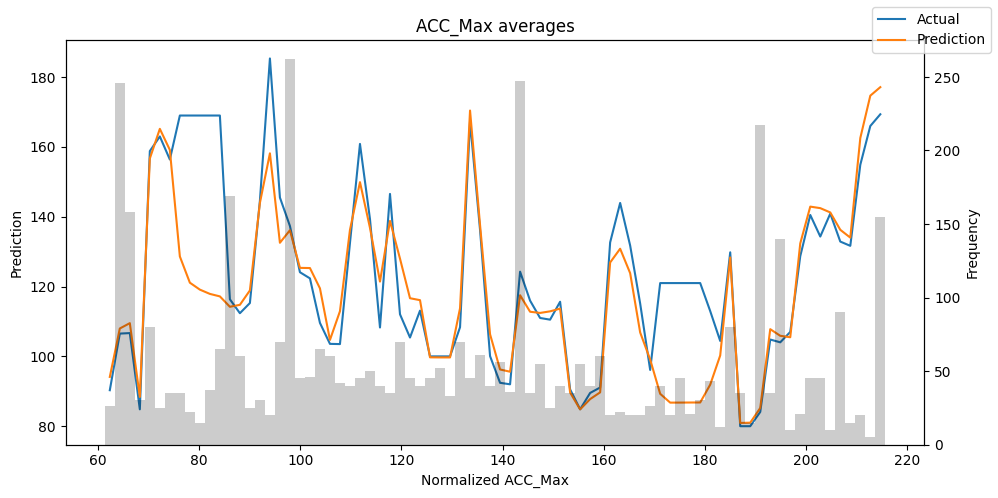 ACC_Max averages
Actual
Prediction
180
160
140
120
100
80
Prediction
250
200
150
100
50
0
Frequency
60 80 100 120 140 160 180 200 220
Normalized ACC_Max